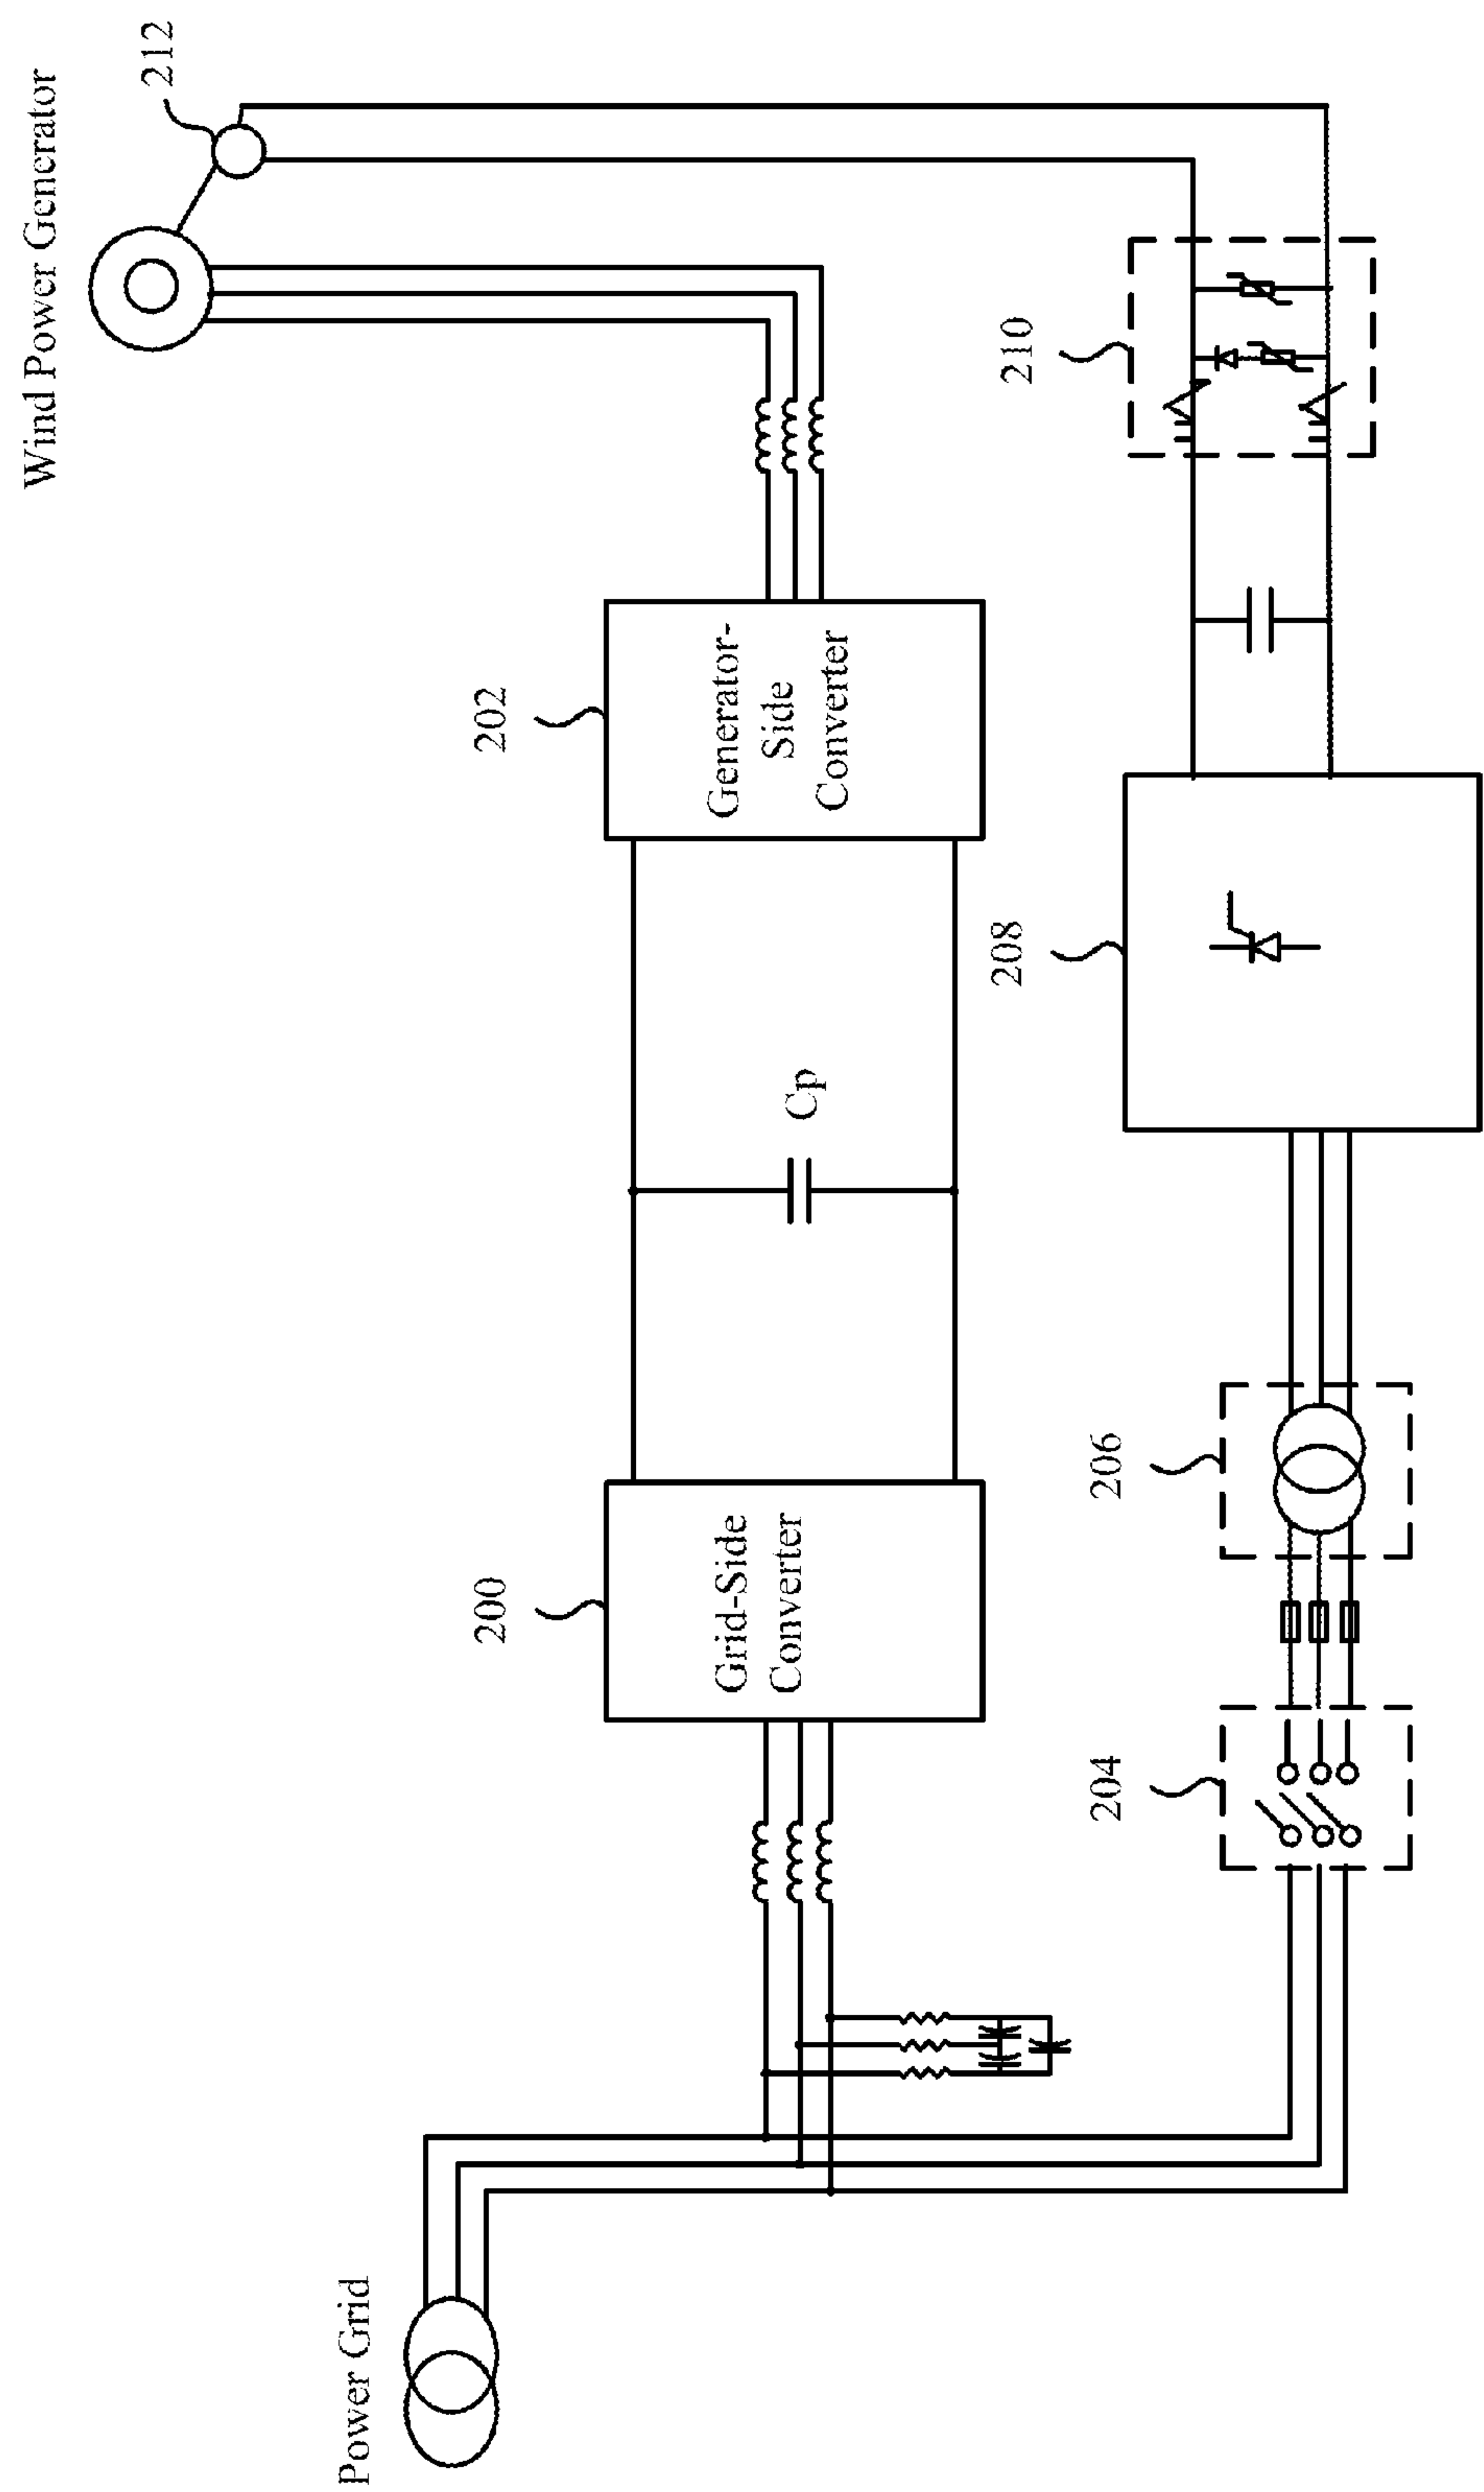 Wind Power Generator
212
210
202
Generator-
Side
Converter
208
Cp
206
200
Grid-Side
Converter
204
Power Grid